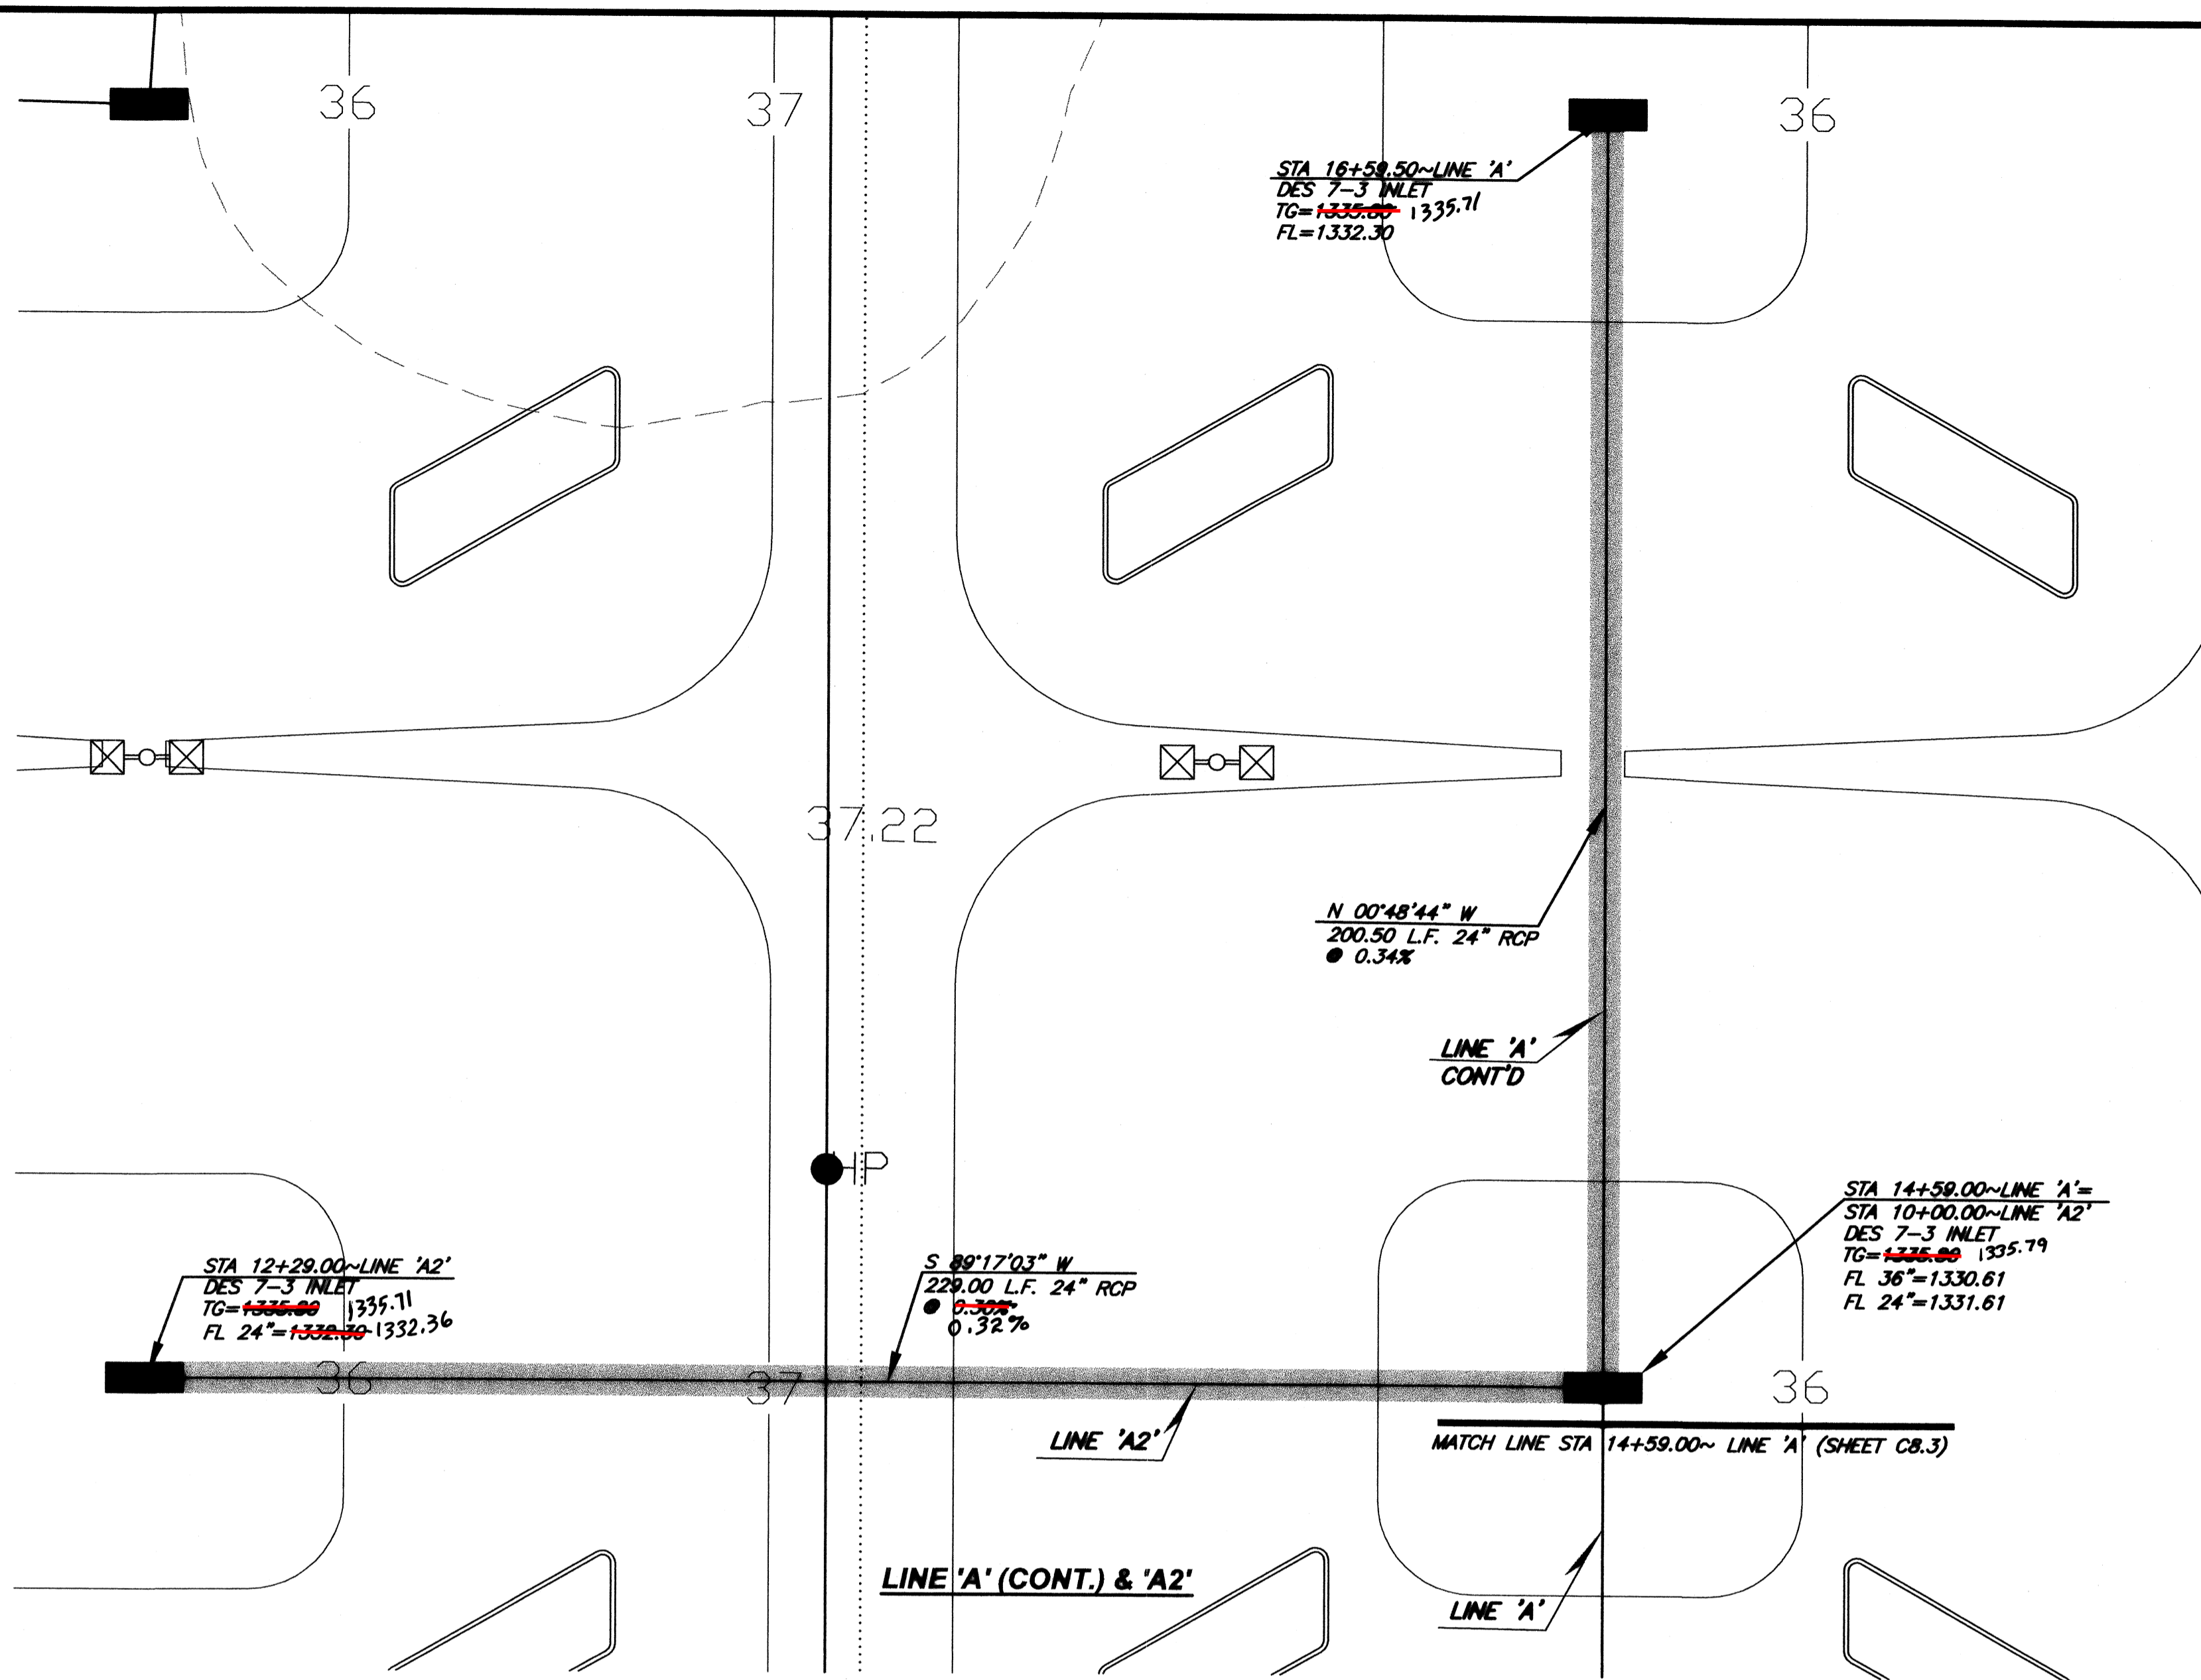 36
37
36
STA 16+59.50~LINE 'A'
DES 7-3 INLET
TG=1335.80 1335.71
FL=1332.30
37.22
N 00°48'44" W
200.50 L.F. 24" RCP
@ 0.34%
LINE 'A'
CONT'D
HP
STA 14+59.00~LINE 'A'=
STA 10+00.00~LINE 'A2'
DES 7-3 INLET
TG=1335.80 1335.79
FL 36"=1330.61
FL 24"=1331.61
STA 12+29.00~LINE 'A2'
DES 7-3 INLET
TG=1335.80 1335.71
FL 24"=1332.30 1332.36
S 89°17'03" W
229.00 L.F. 24" RCP
@ 0.30%
0.32%
36
37
36
LINE 'A2'
MATCH LINE STA 14+59.00~ LINE 'A' (SHEET C8.3)
LINE 'A' (CONT.) & 'A2'
LINE 'A'